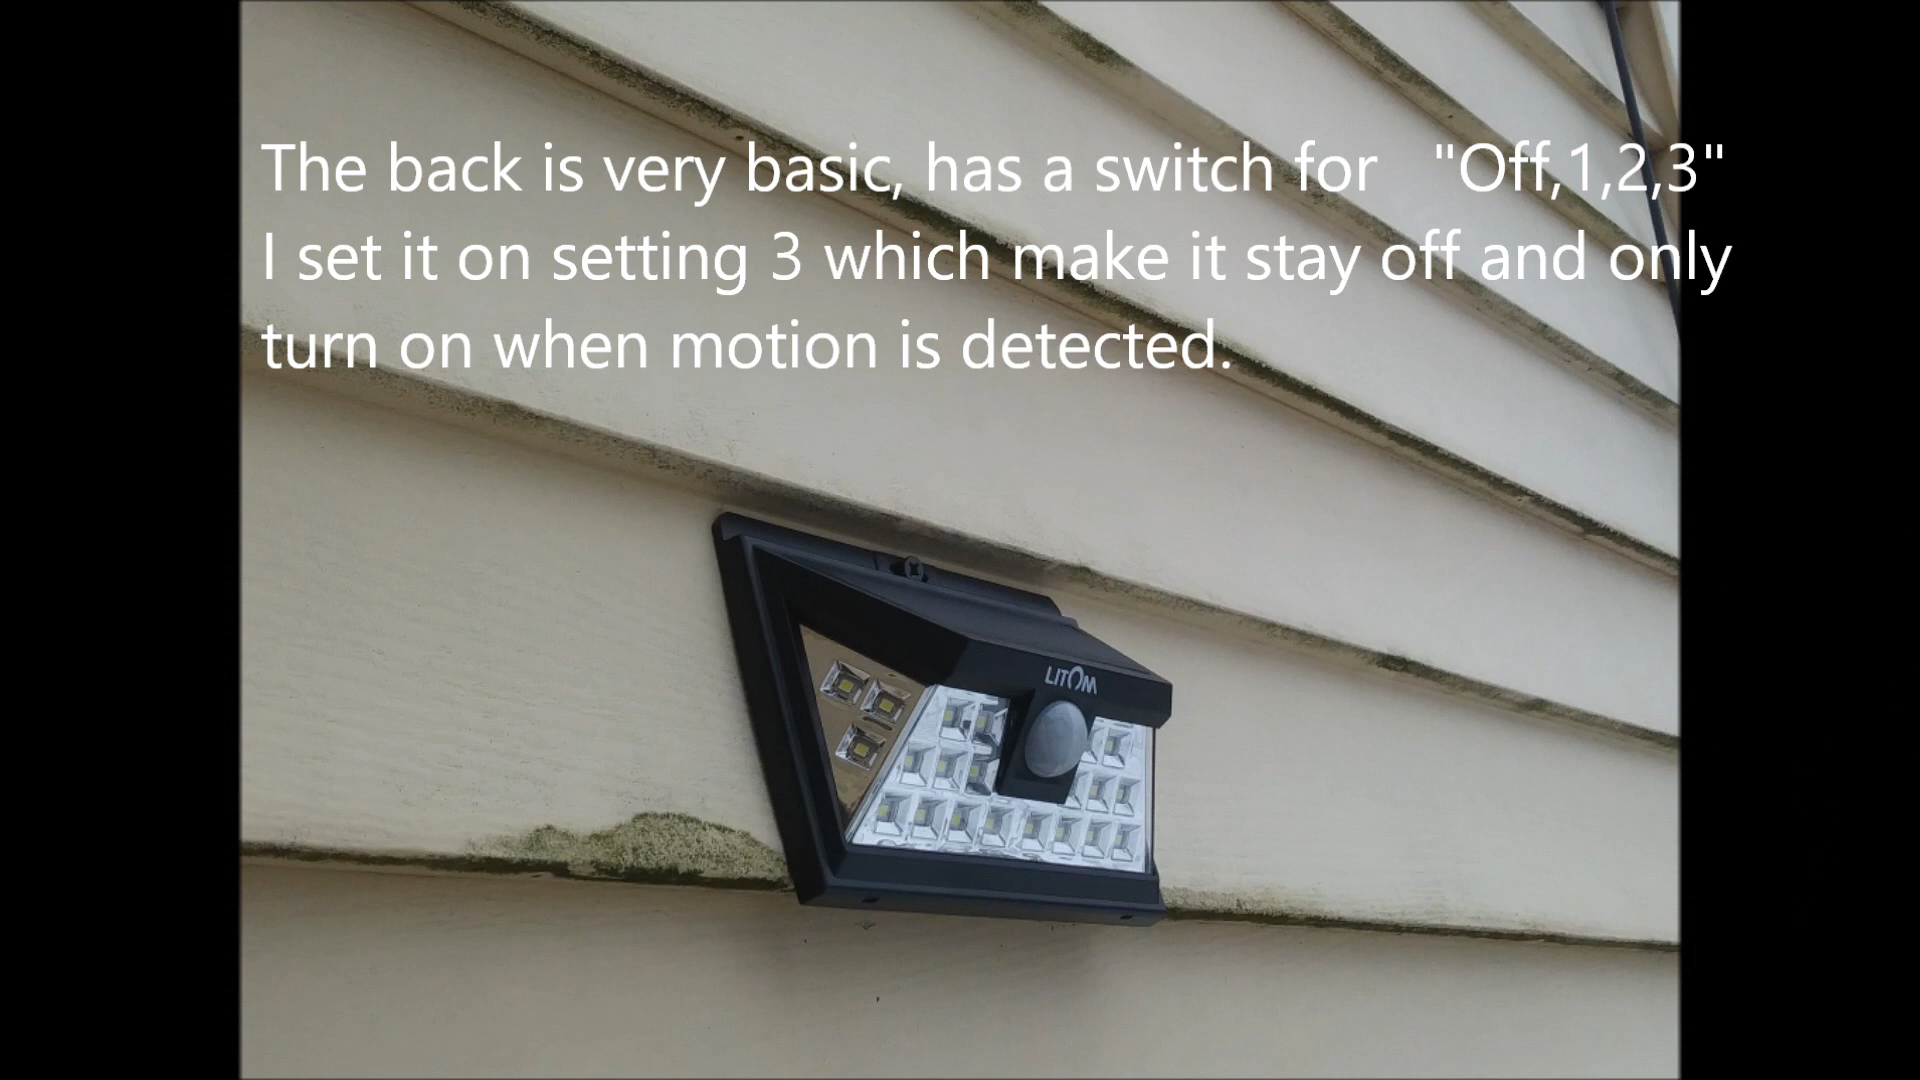 The back is very basic, has a switch for   "Off,1,2,3"
I set it on setting 3 which make it stay off and only
turn on when motion is detected.
LITOM